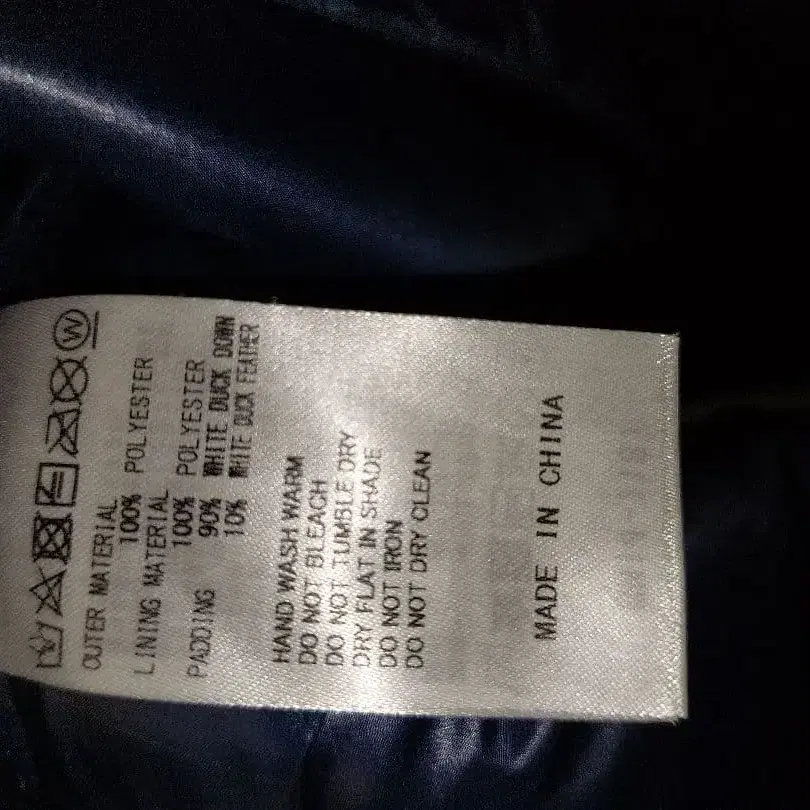 W
OUTER MATERIAL
100% POLYESTER
LINING MATERIAL
100% POLYESTER
PADDING 90% WHITE DUCK DOWN
10% WHITE DUCK FEATHER
HAND WASH WARM
DO NOT BLEACH
DO NOT TUMBLE DRY
DRY FLAT IN SHADE
DO NOT IRON
DO NOT DRY CLEAN
MADE IN CHINA